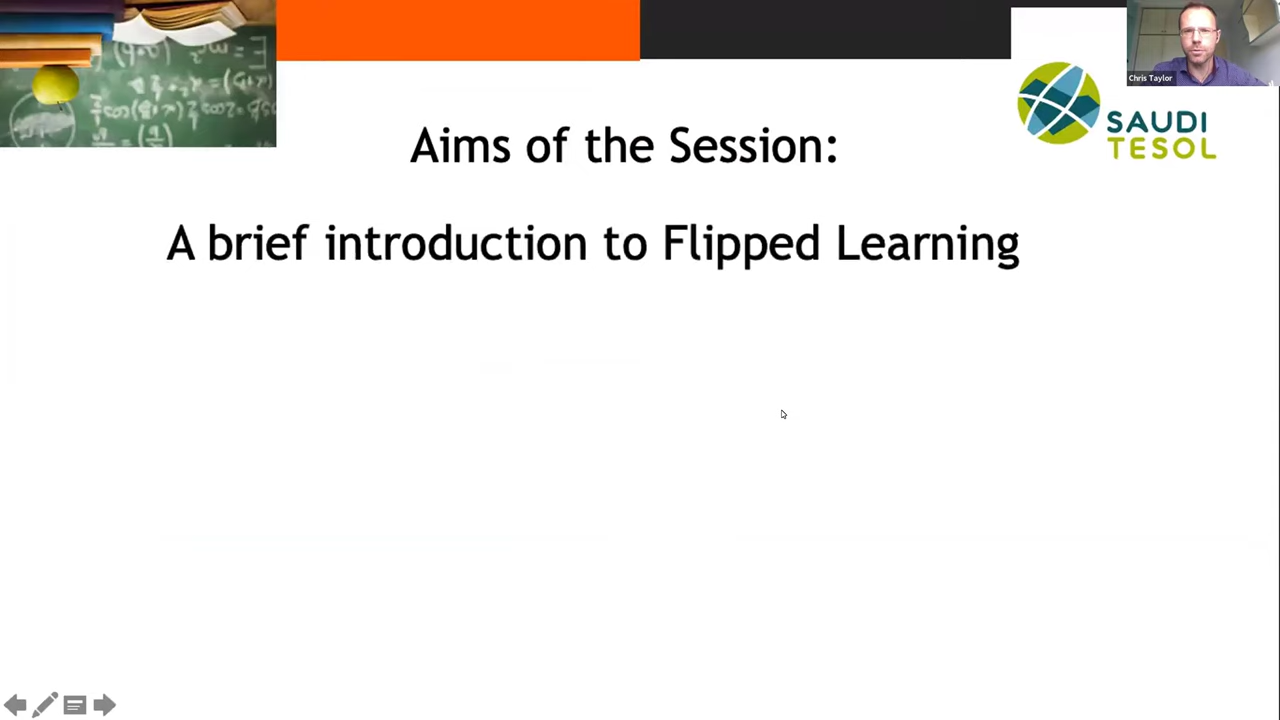 Chris Taylor
SAUDI
TESOL
Aims of the Session:
A brief introduction to Flipped Learning